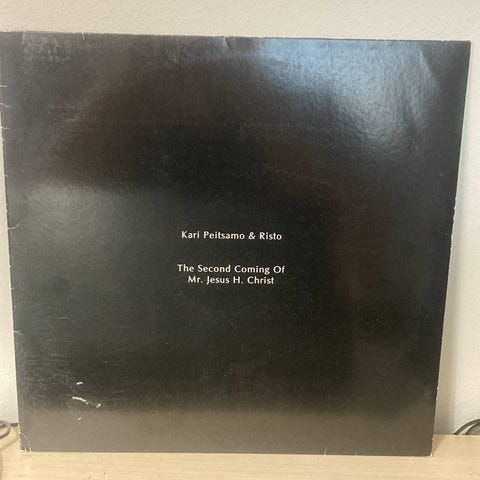 Kari Peitsamo & Risto
The Second Coming Of
Mr. Jesus H. Christ